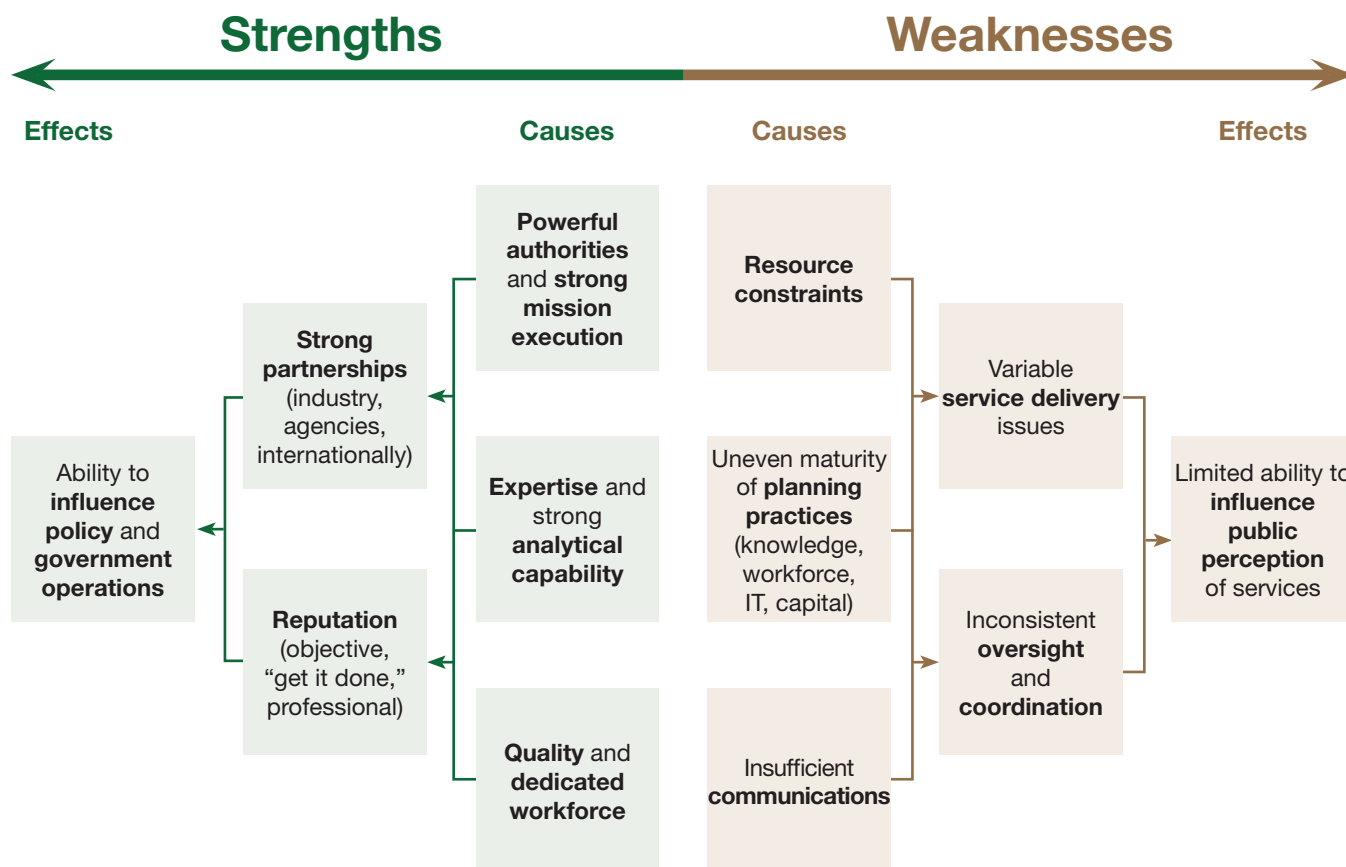 Strengths
Weaknesses
Effects
Causes
Causes
Effects
Powerful
authorities
and strong
mission
execution
Resource
constraints
Strong
partnerships
(industry,
agencies,
internationally)
Variable
service delivery
issues
Ability to
influence
policy and
government
operations
Expertise and
strong
analytical
capability
Uneven maturity
of planning
practices
(knowledge,
workforce,
IT, capital)
Limited ability to
influence
public
perception
of services
Reputation
(objective,
“get it done,”
professional)
Inconsistent
oversight
and
coordination
Quality and
dedicated
workforce
Insufficient
communications